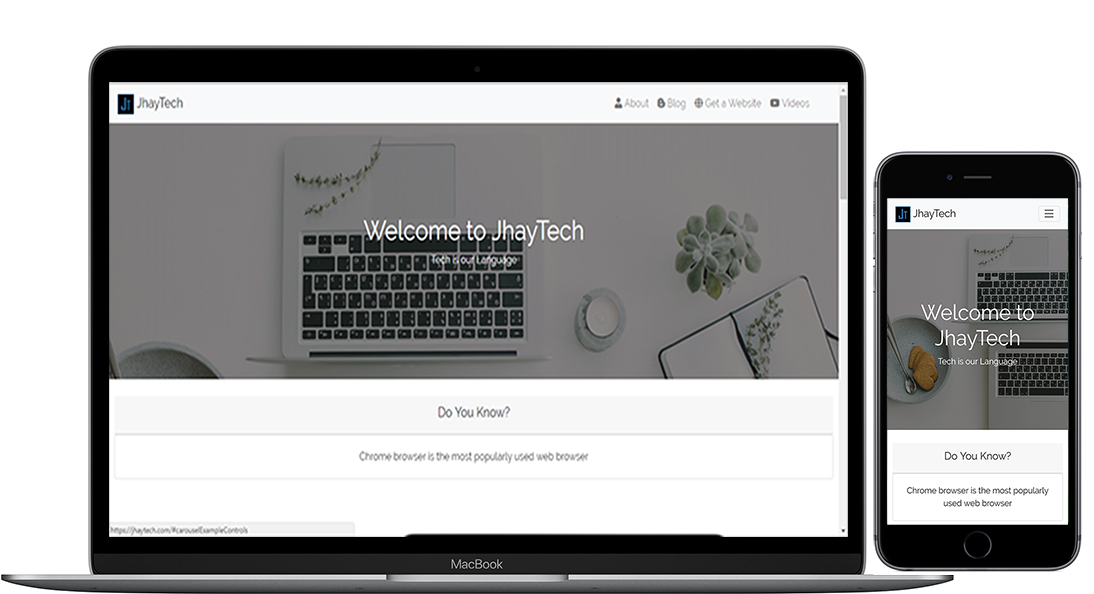 JT JhayTech
About Blog Get a Website Videos
Welcome to JhayTech
Tech is our Language
Do You Know?
Chrome browser is the most popularly used web browser
https://jhaytech.com/#carouselExampleControls
MacBook
JT JhayTech
Welcome to
JhayTech
Tech is our Language
Do You Know?
Chrome browser is the most popularly
used web browser